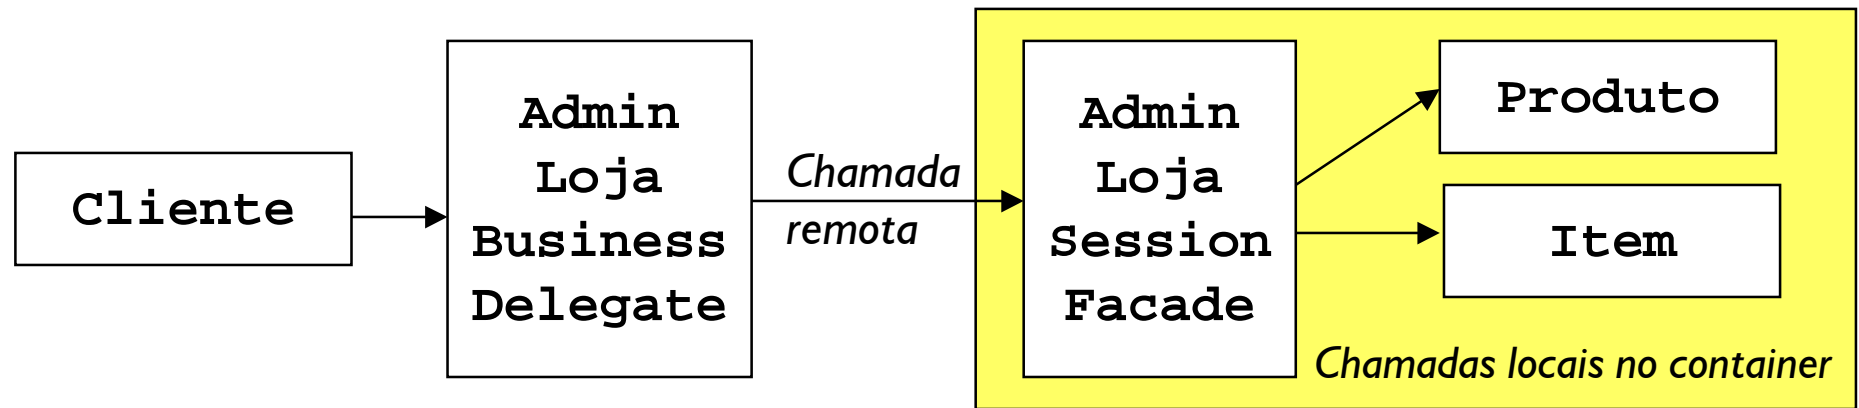 Cliente
Admin
Loja
Business
Delegate
Chamada
remota
Admin
Loja
Session
Facade
Produto
Item
Chamadas locais no container